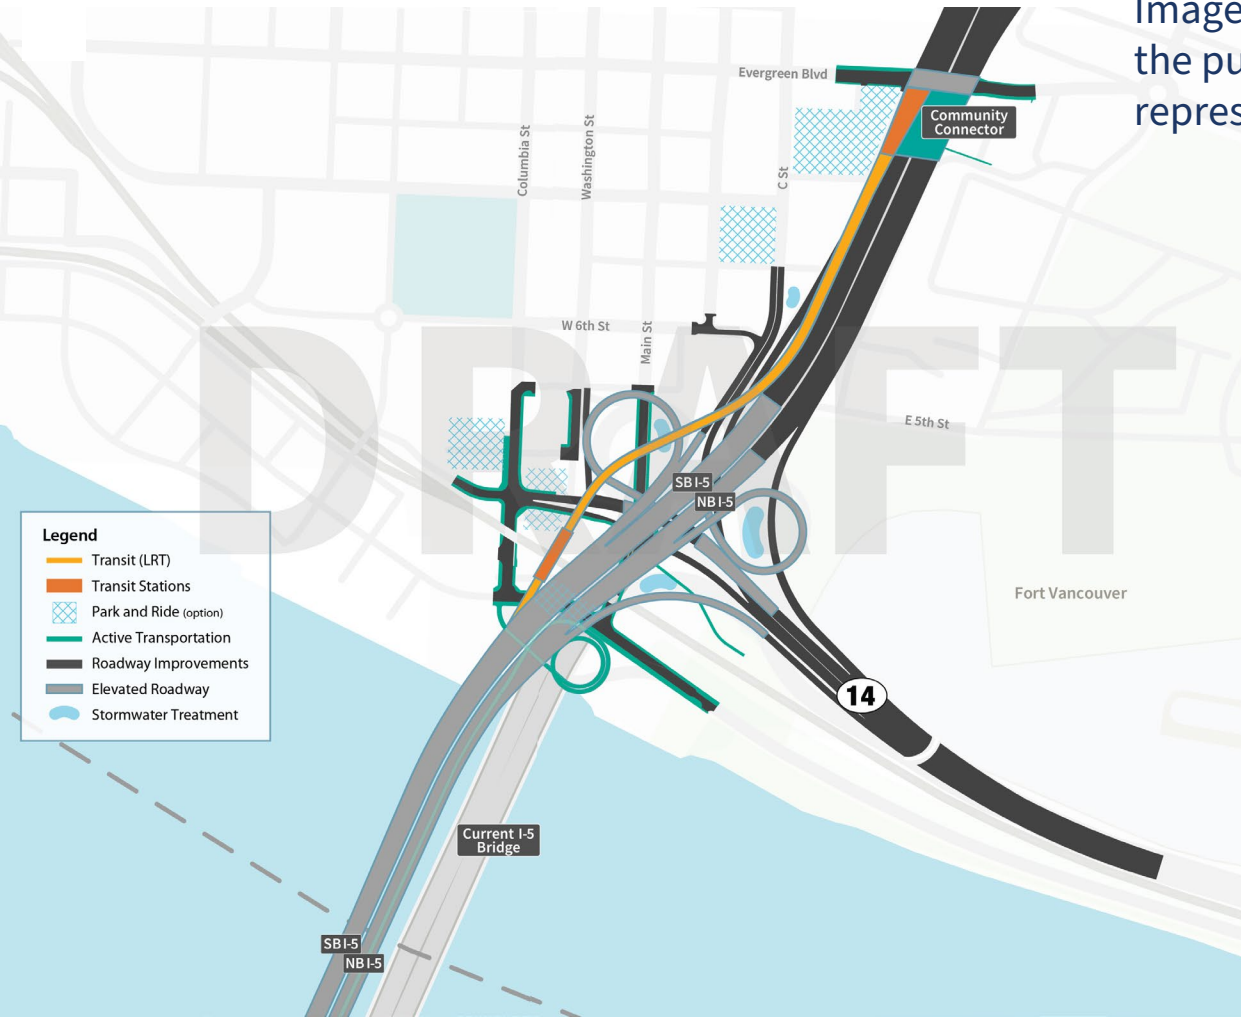 Image
the pu
repres
Evergreen Blvd
Community
Connector
Columbia St
Washington St
C St
W 6th St
Main St
DRAFT
E 5th St
SB I-5
NB I-5
Legend
Transit (LRT)
Transit Stations
Park and Ride (option)
Active Transportation
Roadway Improvements
Elevated Roadway
Stormwater Treatment
Fort Vancouver
14
Current I-5
Bridge
SB I-5
NB I-5